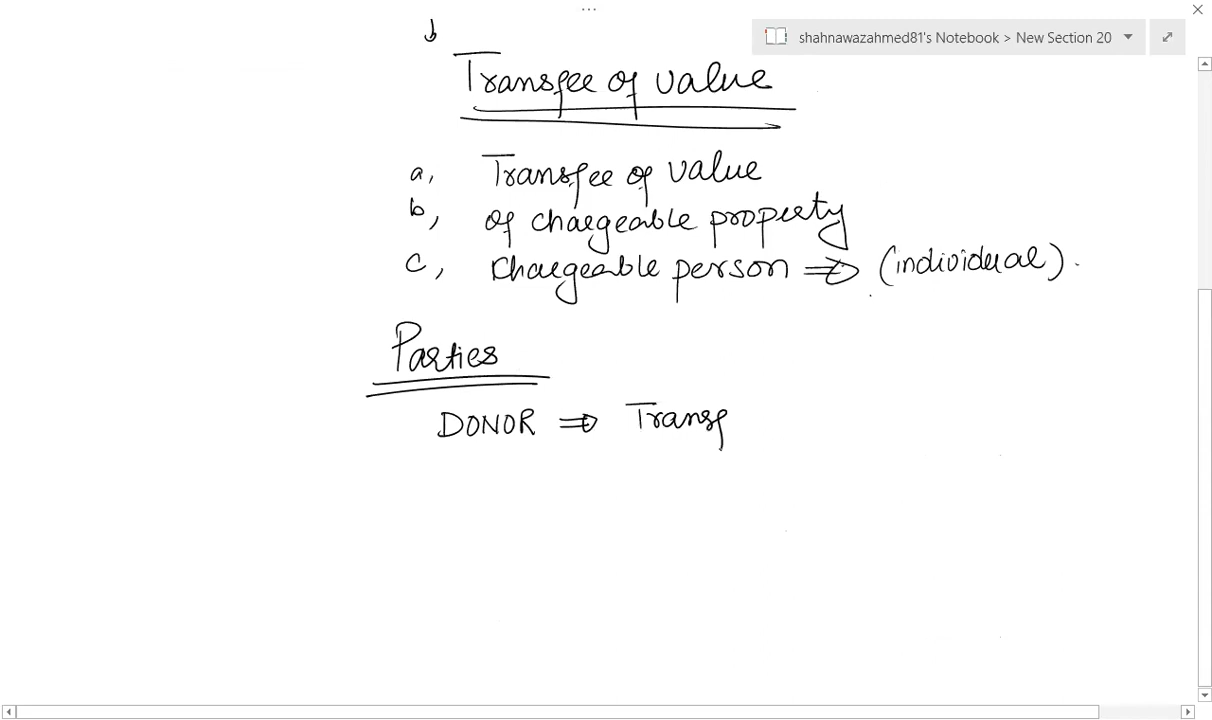 shahnawazahmed81's Notebook > New Section 20
Transfer of value
a, Transfer of value
b, of chargeable property
c, Chargeable person ⇒ (individual).
Parties
DONOR ⇒ Transf